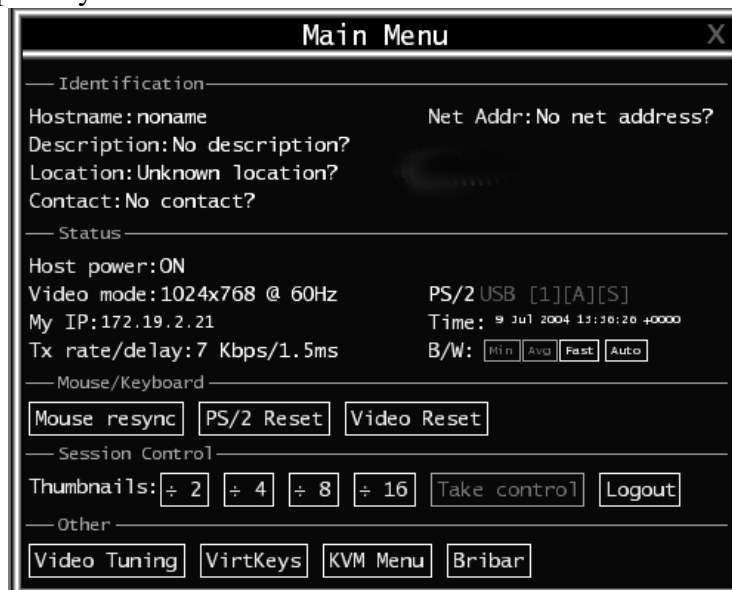 Main Menu X
Identification
Hostname:noname Net Addr:No net address?
Description:No description?
Location:Unknown location?
Contact:No contact?
Status
Host power:ON
Video mode:1024x768 @ 60Hz PS/2 USB [1][A][S]
My IP:172.19.2.21 Time: 9 Jul 2004 13:36:26 +0000
Tx rate/delay:7 Kbps/1.5ms B/W: Min Avg Fast Auto
Mouse/Keyboard
Mouse resync PS/2 Reset Video Reset
Session Control
Thumbnails: ÷ 2 ÷ 4 ÷ 8 ÷ 16 Take control Logout
Other
Video Tuning VirtKeys KVM Menu Bribar